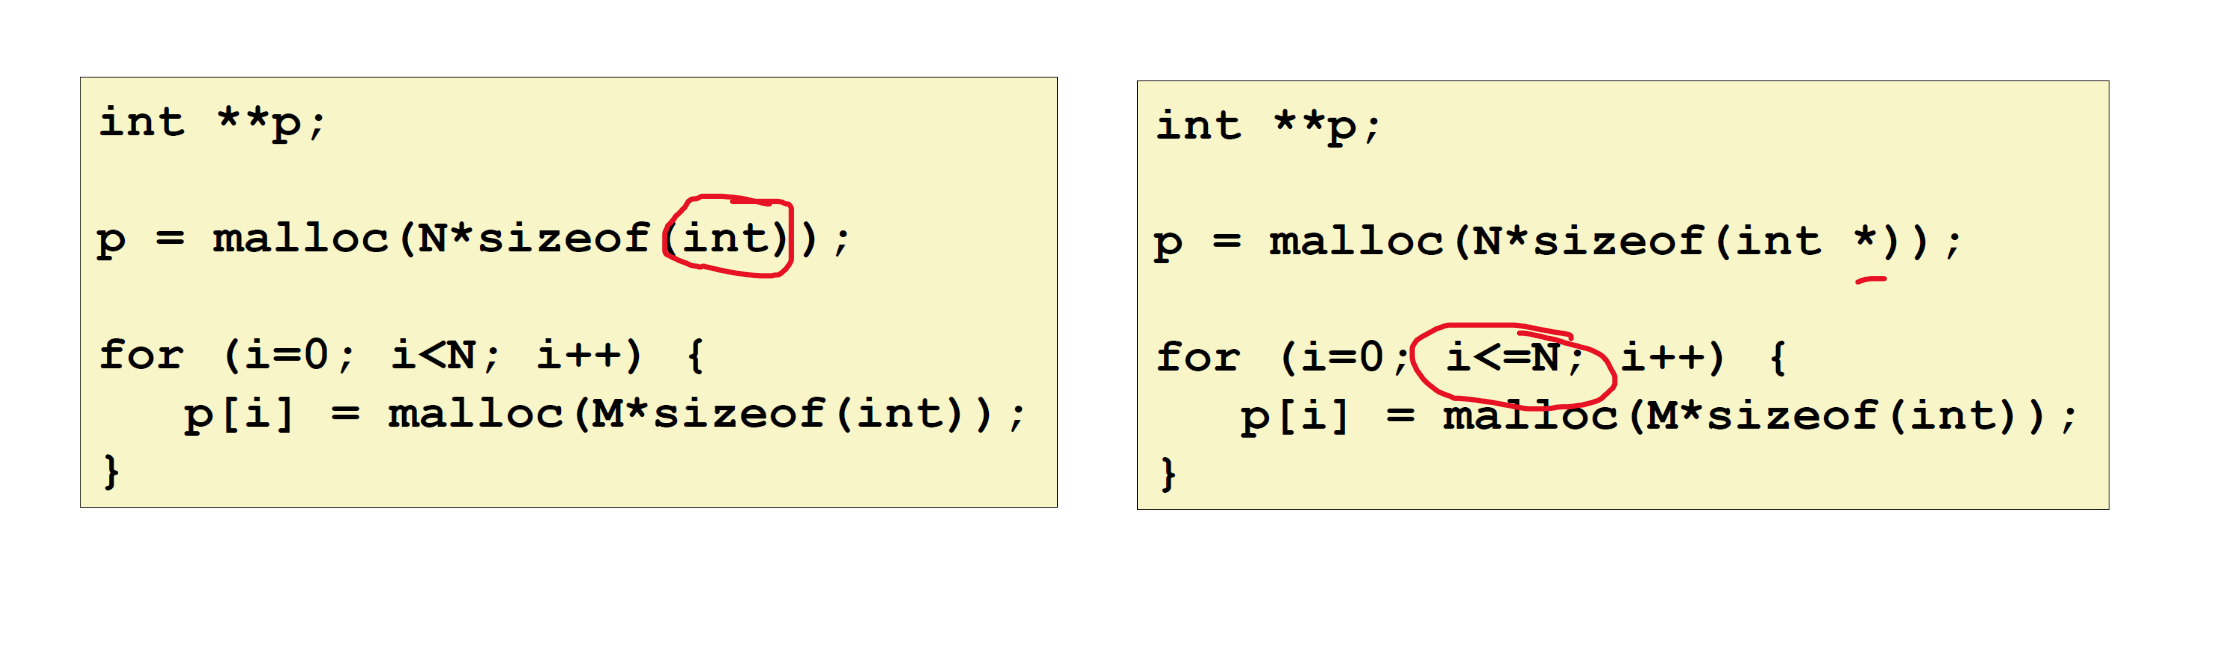 int **p;
p = malloc(N*sizeof(int));
for (i=0; i<N; i++) {
   p[i] = malloc(M*sizeof(int));
}
int **p;
p = malloc(N*sizeof(int *));
for (i=0; i<=N; i++) {
   p[i] = malloc(M*sizeof(int));
}